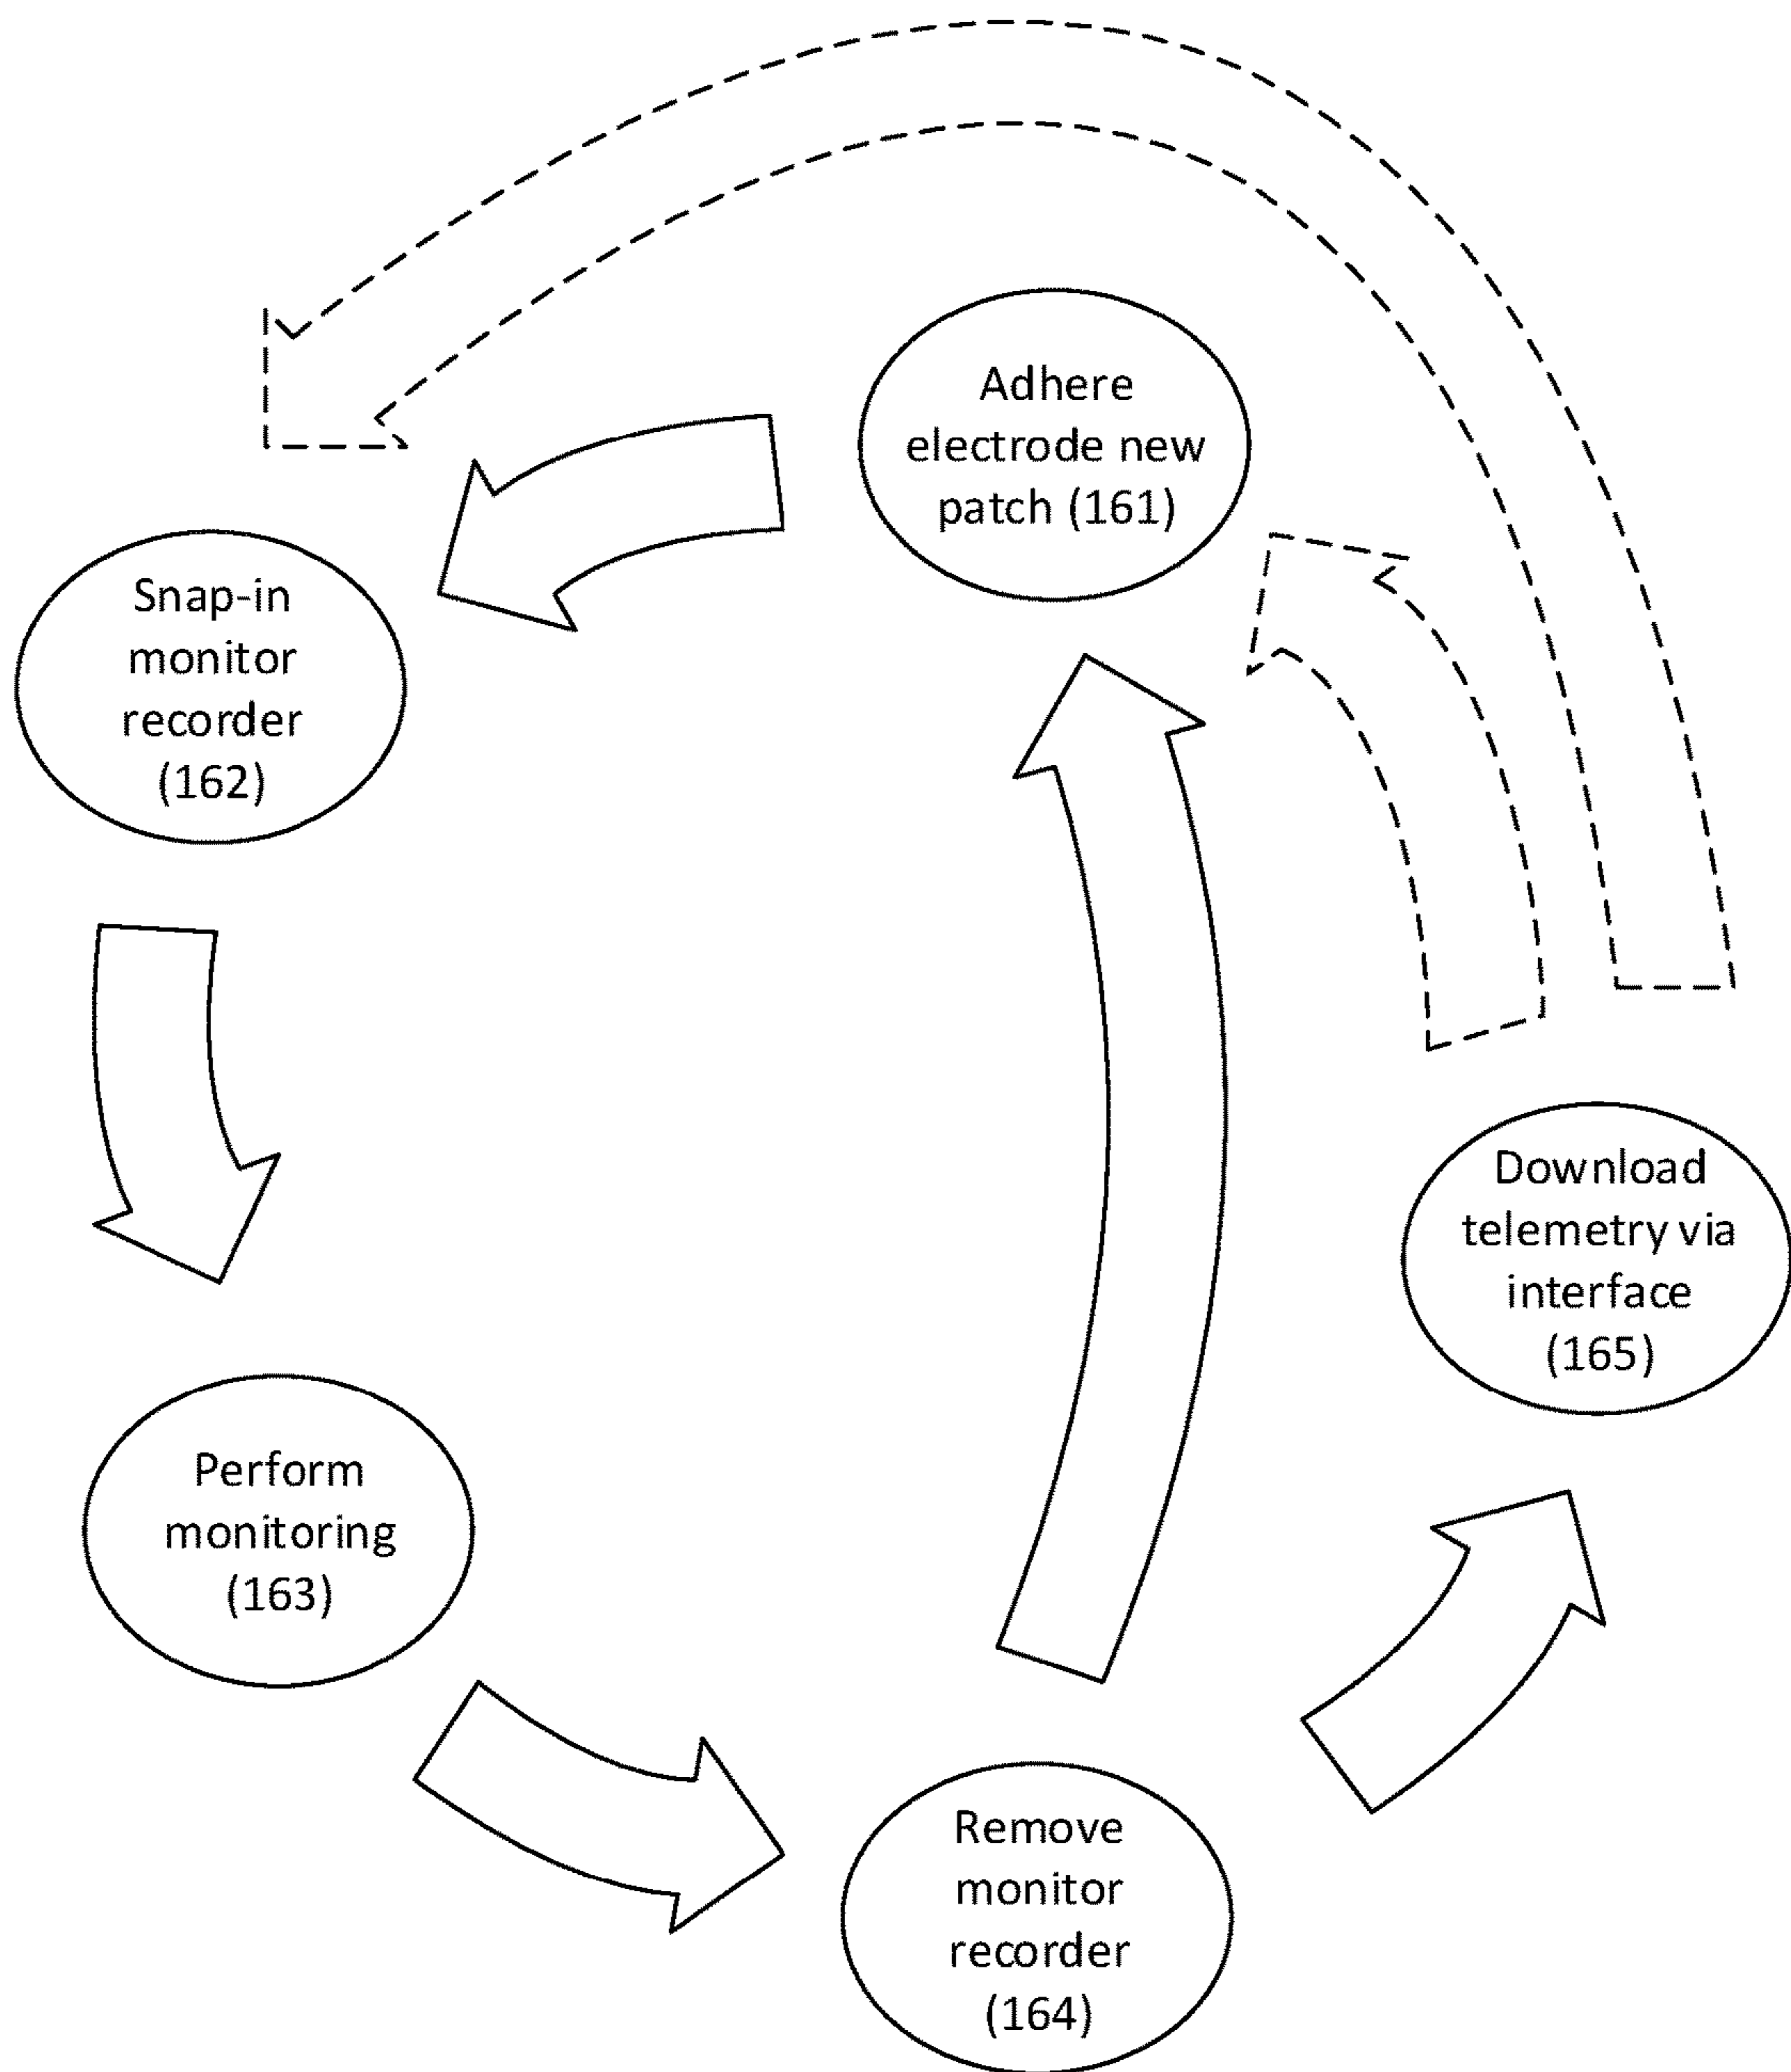 Adhere
electrode new
patch (161)
Snap-in
monitor
recorder
(162)
Perform
monitoring
(163)
Remove
monitor
recorder
(164)
Download
telemetry via
interface
(165)